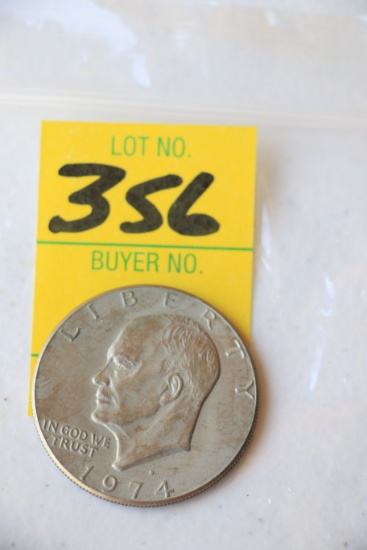 LOT NO.
356
BUYER NO.
LIBERTY
IN GOD WE
TRUST
1974